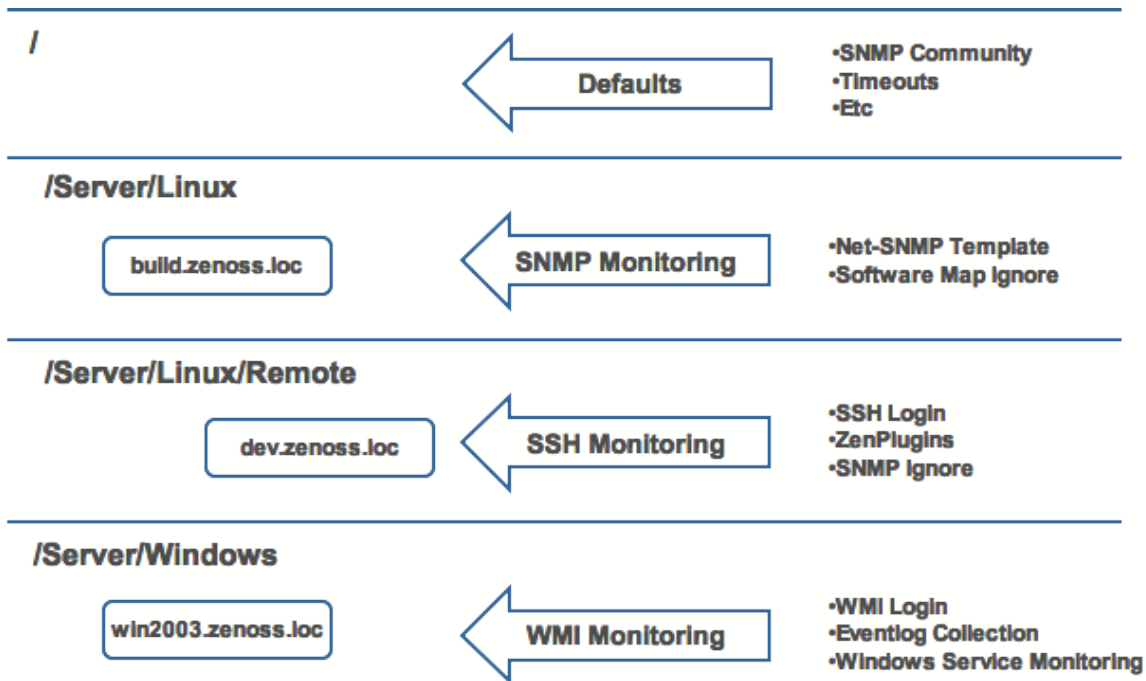 /
Defaults
•SNMP Community
•Timeouts
•Etc
/Server/Linux
build.zenoss.loc
SNMP Monitoring
•Net-SNMP Template
•Software Map Ignore
/Server/Linux/Remote
dev.zenoss.loc
SSH Monitoring
•SSH Login
•ZenPlugins
•SNMP Ignore
/Server/Windows
win2003.zenoss.loc
WMI Monitoring
•WMI Login
•Eventlog Collection
•Windows Service Monitoring